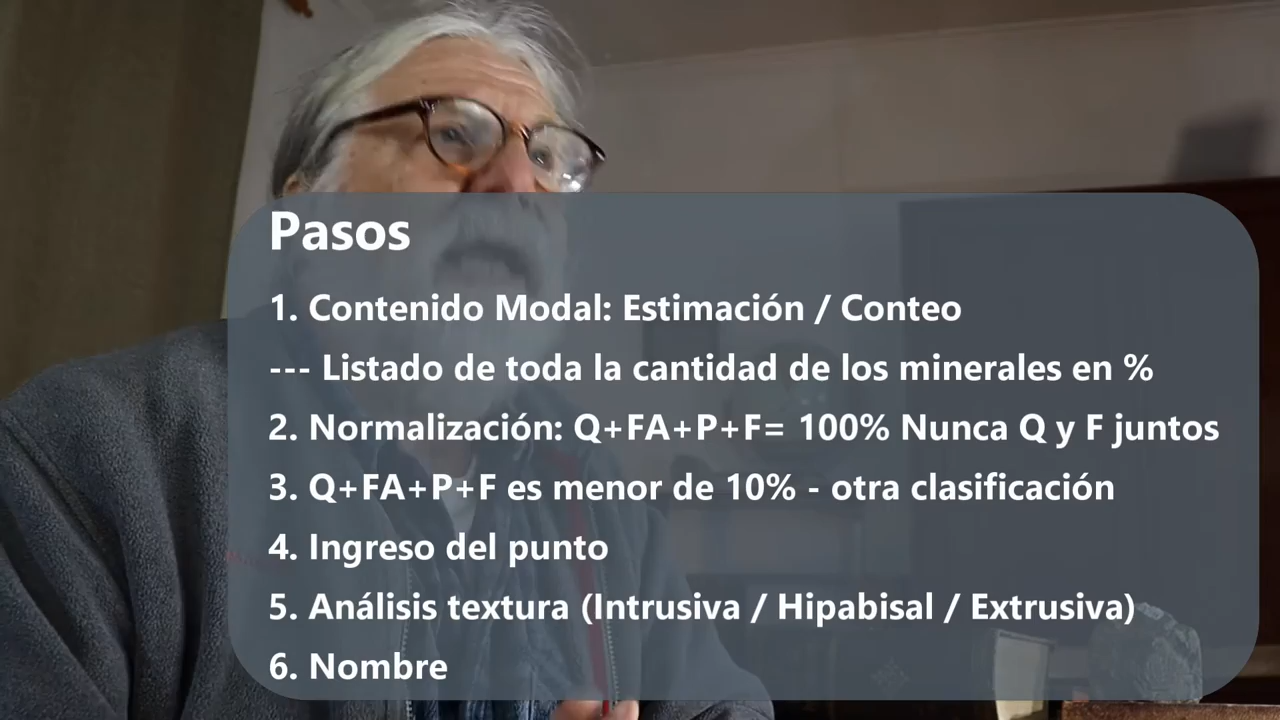 Pasos
1. Contenido Modal: Estimación / Conteo
--- Listado de toda la cantidad de los minerales en %
2. Normalización: Q+FA+P+F= 100% Nunca Q y F juntos
3. Q+FA+P+F es menor de 10% - otra clasificación
4. Ingreso del punto
5. Análisis textura (Intrusiva / Hipabisal / Extrusiva)
6. Nombre